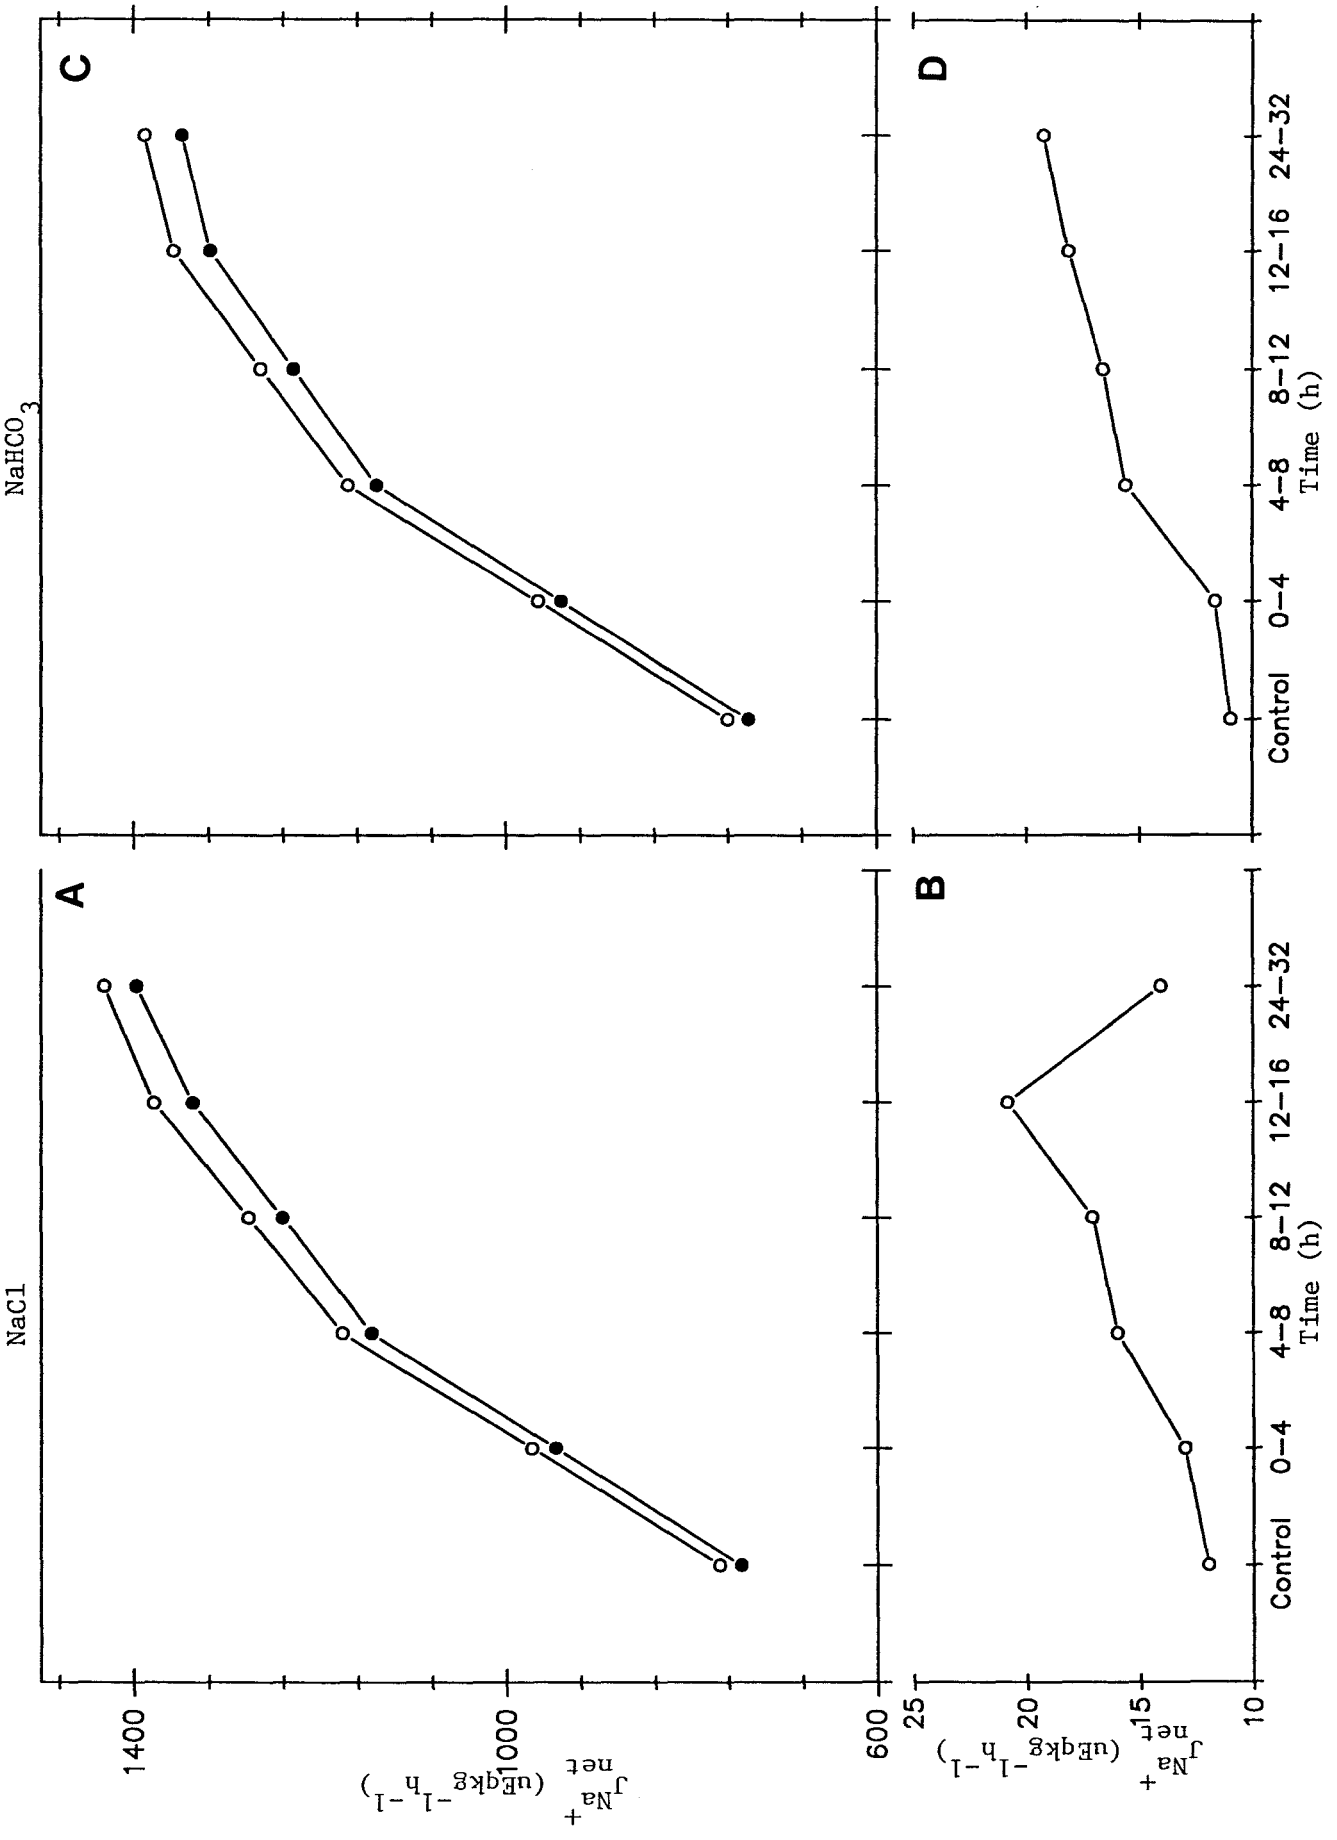 NaCl
NaHCO3
A
C
1400
1000
600
J Na+ net (uEqkg-1h-1)
B
D
25
20
15
10
J Na+ net (uEqkg-1h-1)
Control 0–4 4–8 8–12 12–16 24–32
Time (h)
Control 0–4 4–8 8–12 12–16 24–32
Time (h)